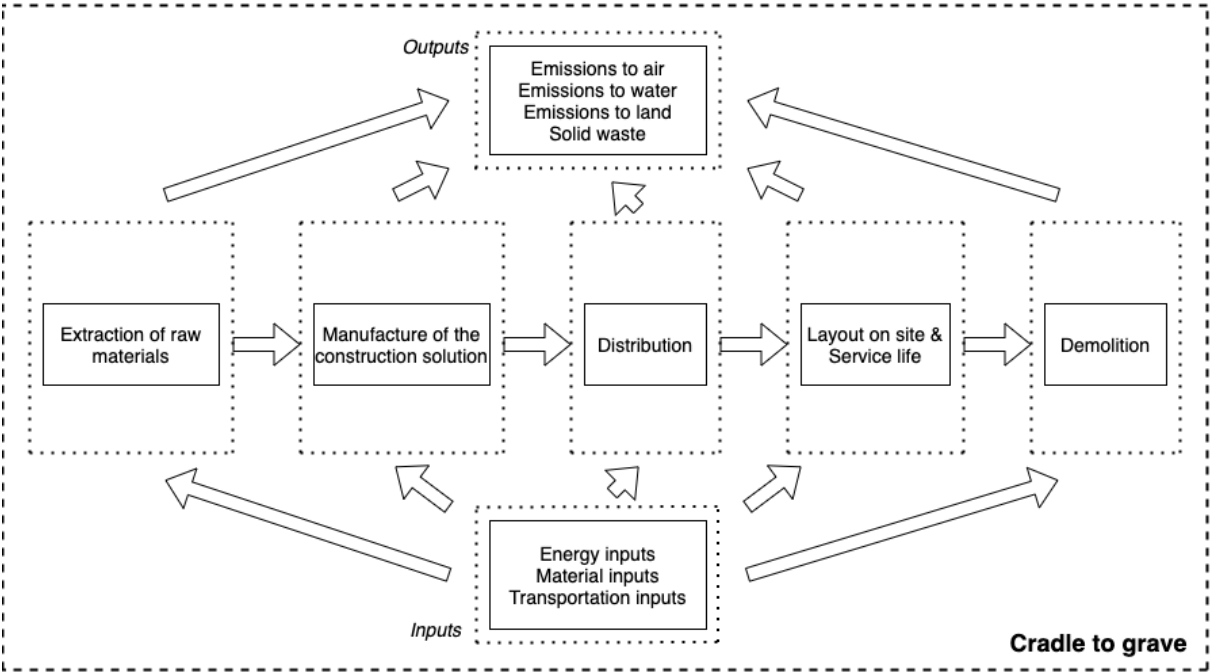 Outputs
Emissions to air
Emissions to water
Emissions to land
Solid waste
Extraction of raw
materials
Manufacture of the
construction solution
Distribution
Layout on site &
Service life
Demolition
Energy inputs
Material inputs
Transportation inputs
Inputs
Cradle to grave